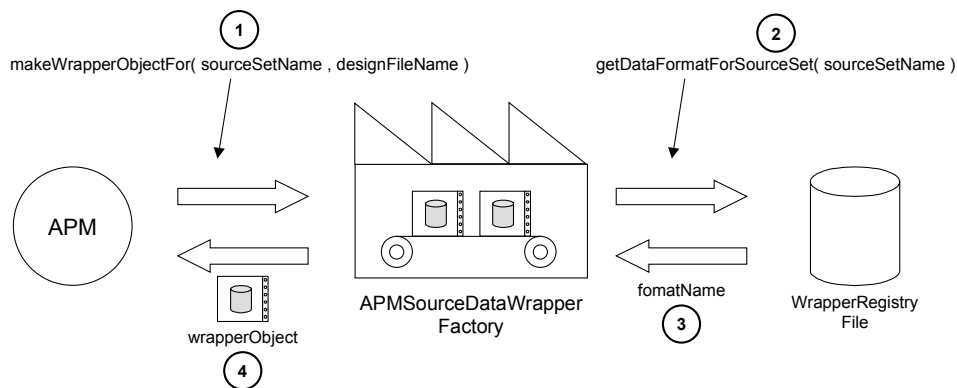 1
makeWrapperObjectFor( sourceSetName , designFileName )
2
getDataFormatForSourceSet( sourceSetName )
APM
APMSourceDataWrapper
Factory
wrapperObject
4
fomatName
3
WrapperRegistry
File